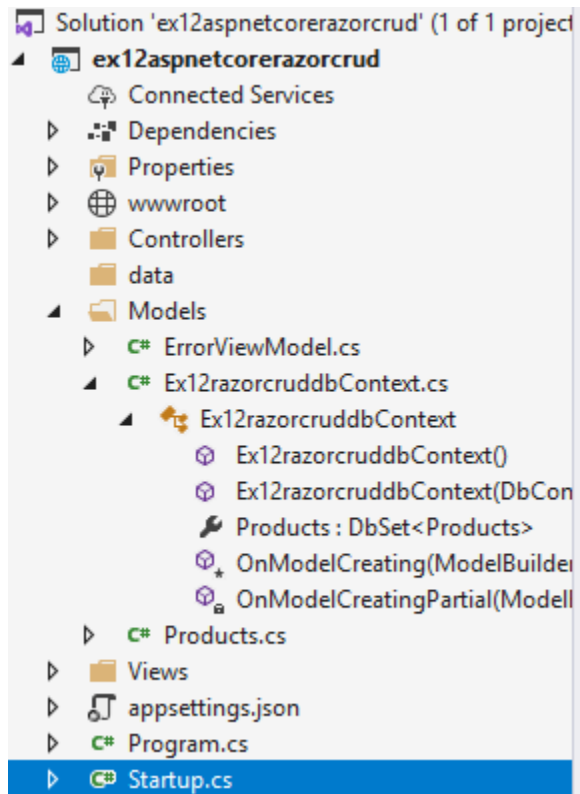 Solution 'ex12aspnetcorerazorcrud' (1 of 1 project
ex12aspnetcorerazorcrud
Connected Services
Dependencies
Properties
wwwroot
Controllers
data
Models
C# ErrorViewModel.cs
C# Ex12razorcruddbContext.cs
Ex12razorcruddbContext
Ex12razorcruddbContext()
Ex12razorcruddbContext(DbCon
Products : DbSet<Products>
OnModelCreating(ModelBuilder
OnModelCreatingPartial(Modell
C# Products.cs
Views
appsettings.json
C# Program.cs
C# Startup.cs